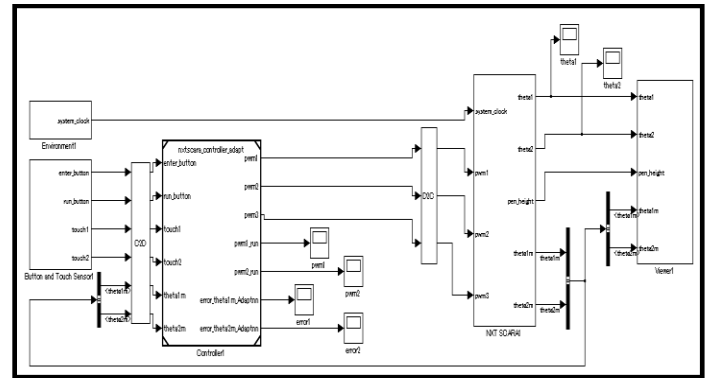 system_clock
Environment1
enter_button
run_button
touch1
touch2
Button and Touch Sensor1
<theta1m>
<theta2m>
nxtscara_controller_adapt
enter_button
run_button
touch1
touch2
theta1m
theta2m
pwm1
pwm2
pwm3
pwm1_run
pwm2_run
error_theta1m_Adaptnn
error_theta2m_Adaptnn
Controller1
pwm1
pwm2
error1
error2
system_clock
pwm1
pwm2
pwm3
theta1
theta2
pen_height
theta1m
theta2m
NXT SCARA1
theta1m
theta2m
theta1
theta2
<theta1m>
<theta2m>
theta1
theta2
pen_height
theta1m
theta2m
Viewer1